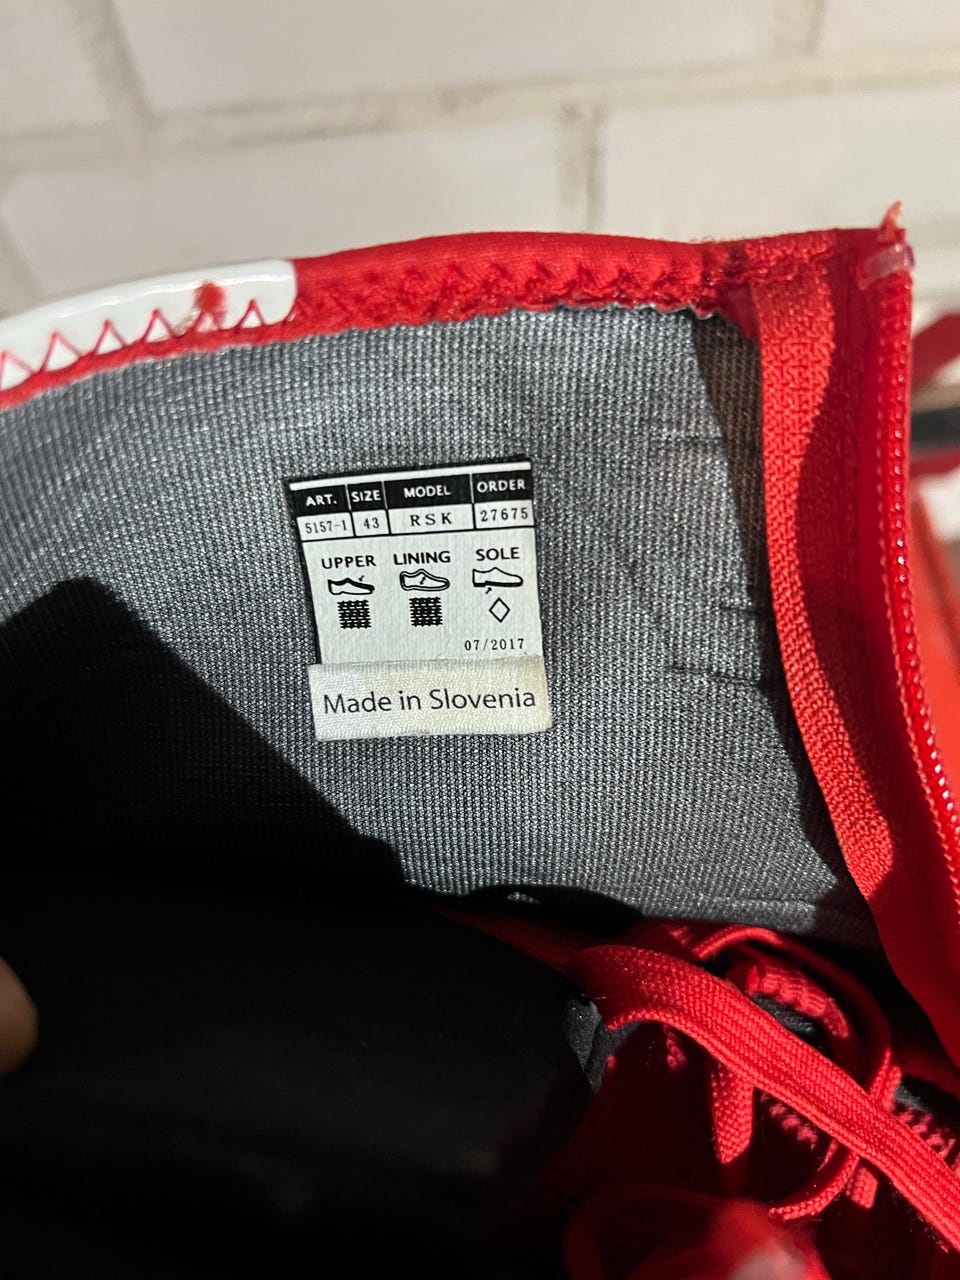 ART. SIZE MODEL ORDER
5157-1 43 RSK 27675
UPPER LINING SOLE
07/2017
Made in Slovenia